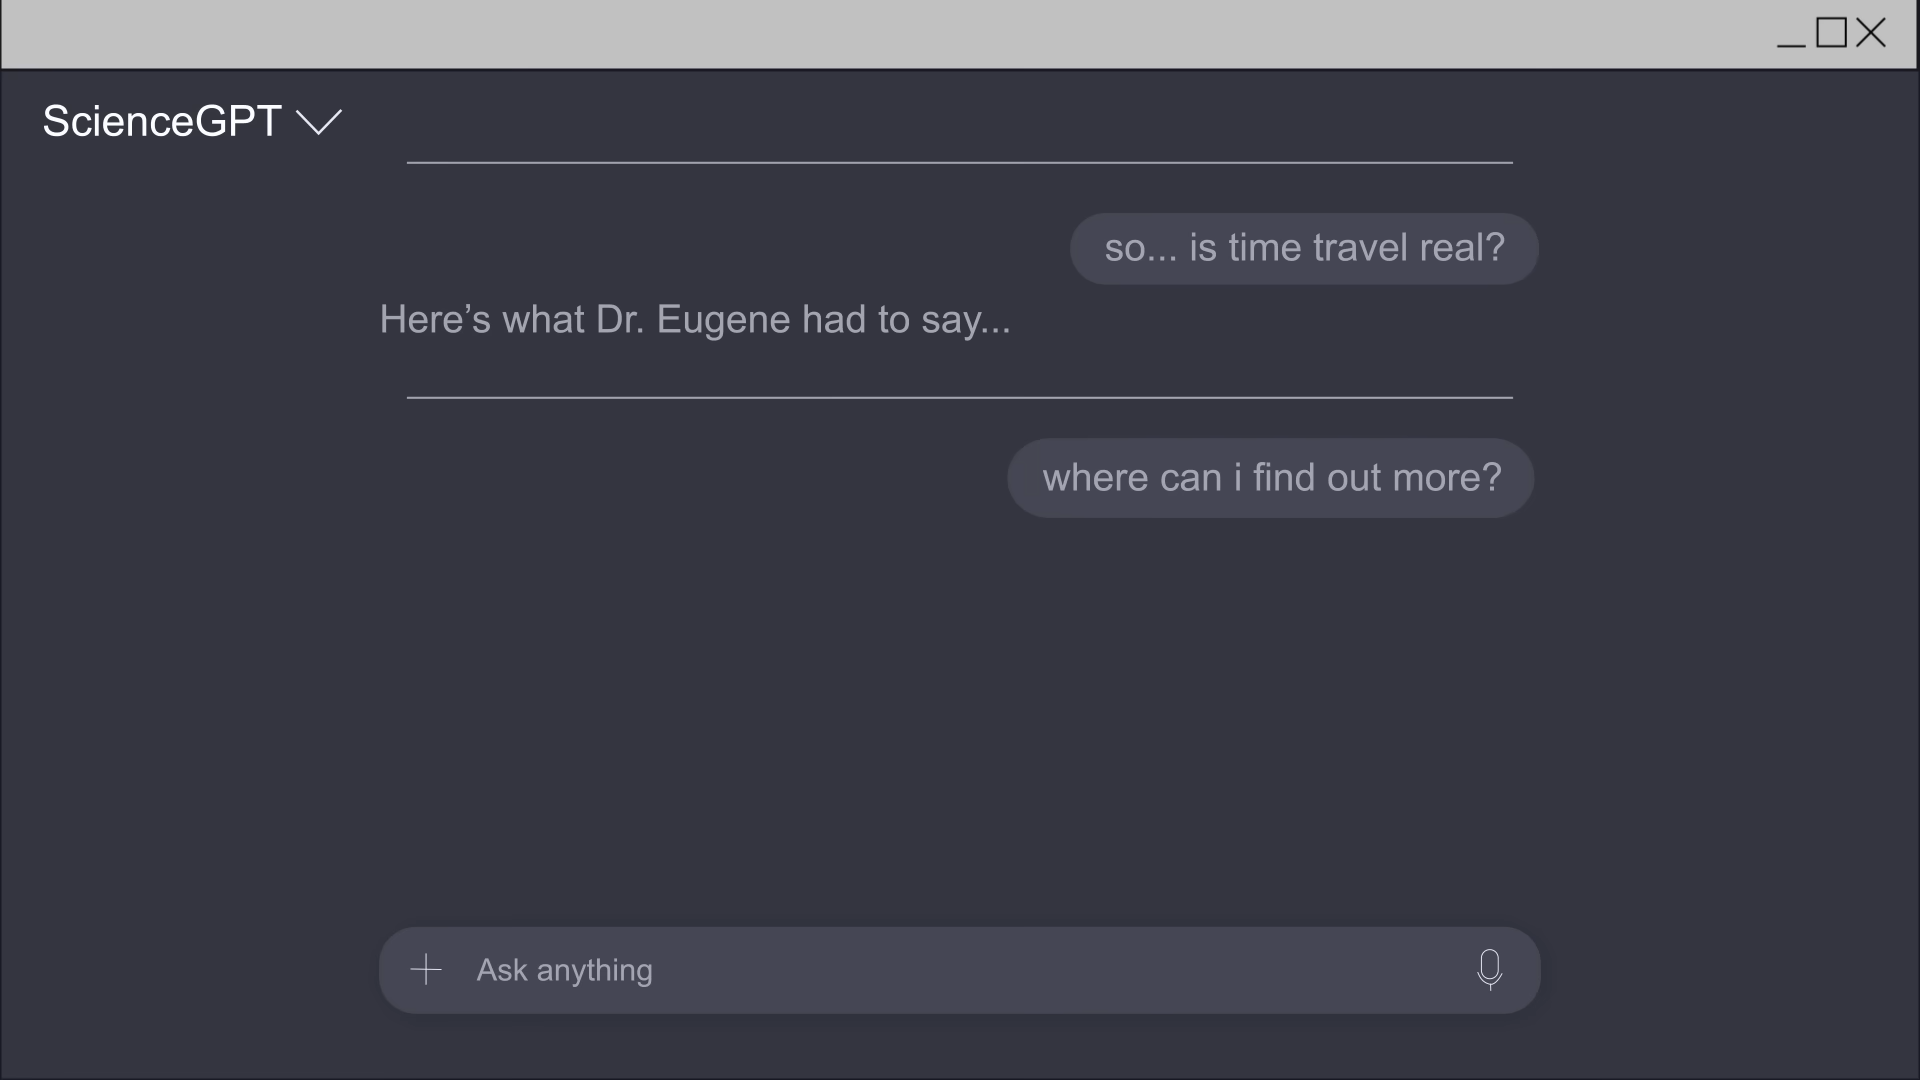 ScienceGPT
so... is time travel real?
Here’s what Dr. Eugene had to say...
where can i find out more?
Ask anything